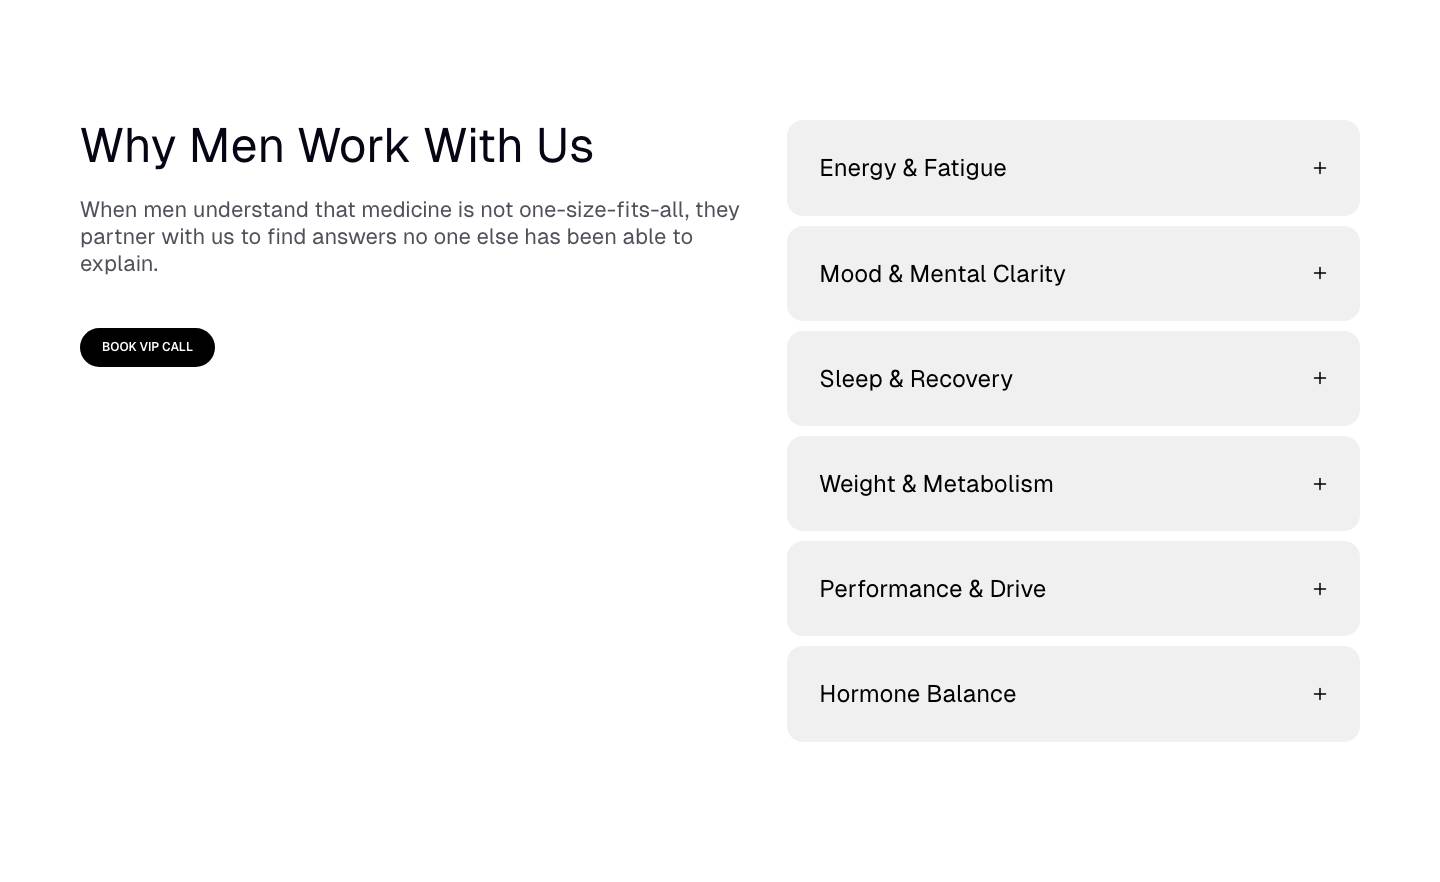 Why Men Work With Us
When men understand that medicine is not one-size-fits-all, they
partner with us to find answers no one else has been able to
explain.
BOOK VIP CALL
Energy & Fatigue +
Mood & Mental Clarity +
Sleep & Recovery +
Weight & Metabolism +
Performance & Drive +
Hormone Balance +